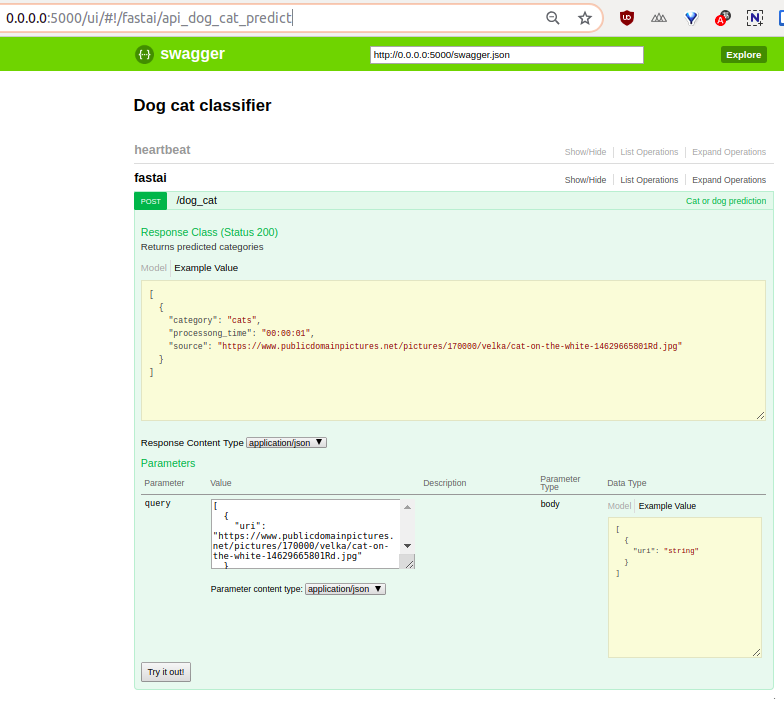 0.0.0.0:5000/ui/#!/fastai/api_dog_cat_predict
swagger
http://0.0.0.0:5000/swagger.json
Explore
Dog cat classifier
heartbeat
Show/Hide List Operations Expand Operations
fastai
Show/Hide List Operations Expand Operations
POST /dog_cat Cat or dog prediction
Response Class (Status 200)
Returns predicted categories
Model Example Value
[
{
"category": "cats",
"processong_time": "00:00:01",
"source": "https://www.publicdomainpictures.net/pictures/170000/velka/cat-on-the-white-14629665801Rd.jpg"
}
]
Response Content Type application/json
Parameters
Parameter Value Description Parameter Type Data Type
query
[
{
"uri":
"https://www.publicdomainpictures.
net/pictures/170000/velka/cat-on-
the-white-14629665801Rd.jpg"
}
Parameter content type: application/json
body
Model Example Value
[
{
"uri": "string"
}
]
Try it out!